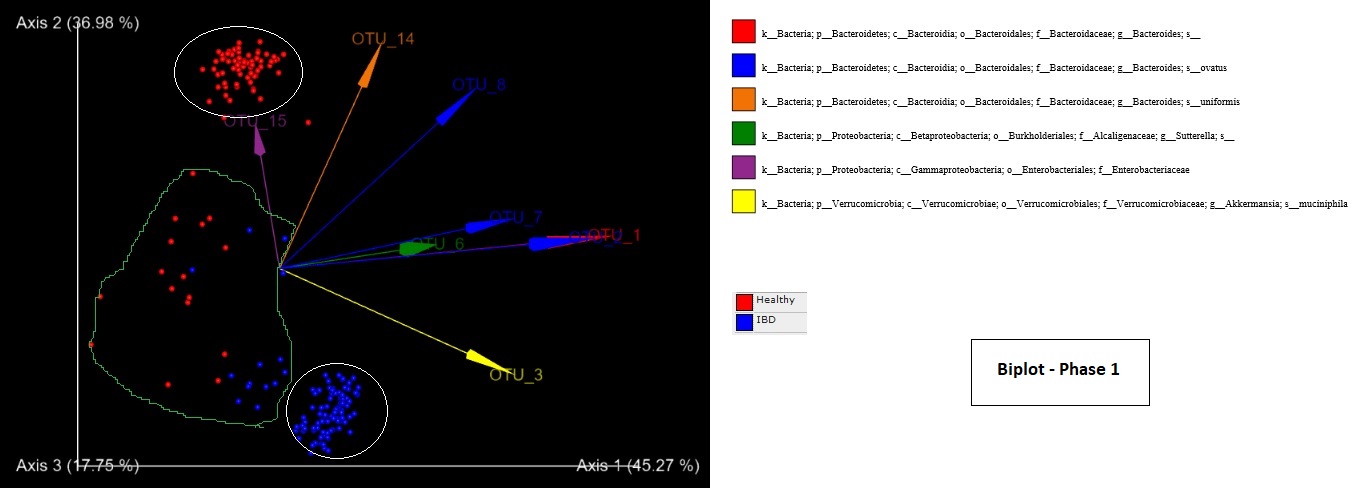 Axis 2 (36.98 %)
OTU_14
OTU_8
OTU_15
OTU_7
OTU_1
OTU_6
OTU_3
Axis 3 (17.75 %)
Axis 1 (45.27 %)
k__Bacteria; p__Bacteroidetes; c__Bacteroidia; o__Bacteroidales; f__Bacteroidaceae; g__Bacteroides; s__
k__Bacteria; p__Bacteroidetes; c__Bacteroidia; o__Bacteroidales; f__Bacteroidaceae; g__Bacteroides; s__ovatus
k__Bacteria; p__Bacteroidetes; c__Bacteroidia; o__Bacteroidales; f__Bacteroidaceae; g__Bacteroides; s__uniformis
k__Bacteria; p__Proteobacteria; c__Betaproteobacteria; o__Burkholderiales; f__Alcaligenaceae; g__Sutterella; s__
k__Bacteria; p__Proteobacteria; c__Gammaproteobacteria; o__Enterobacteriales; f__Enterobacteriaceae
k__Bacteria; p__Verrucomicrobia; c__Verrucomicrobiae; o__Verrucomicrobiales; f__Verrucomicrobiaceae; g__Akkermansia; s__muciniphila
Healthy
IBD
Biplot - Phase 1